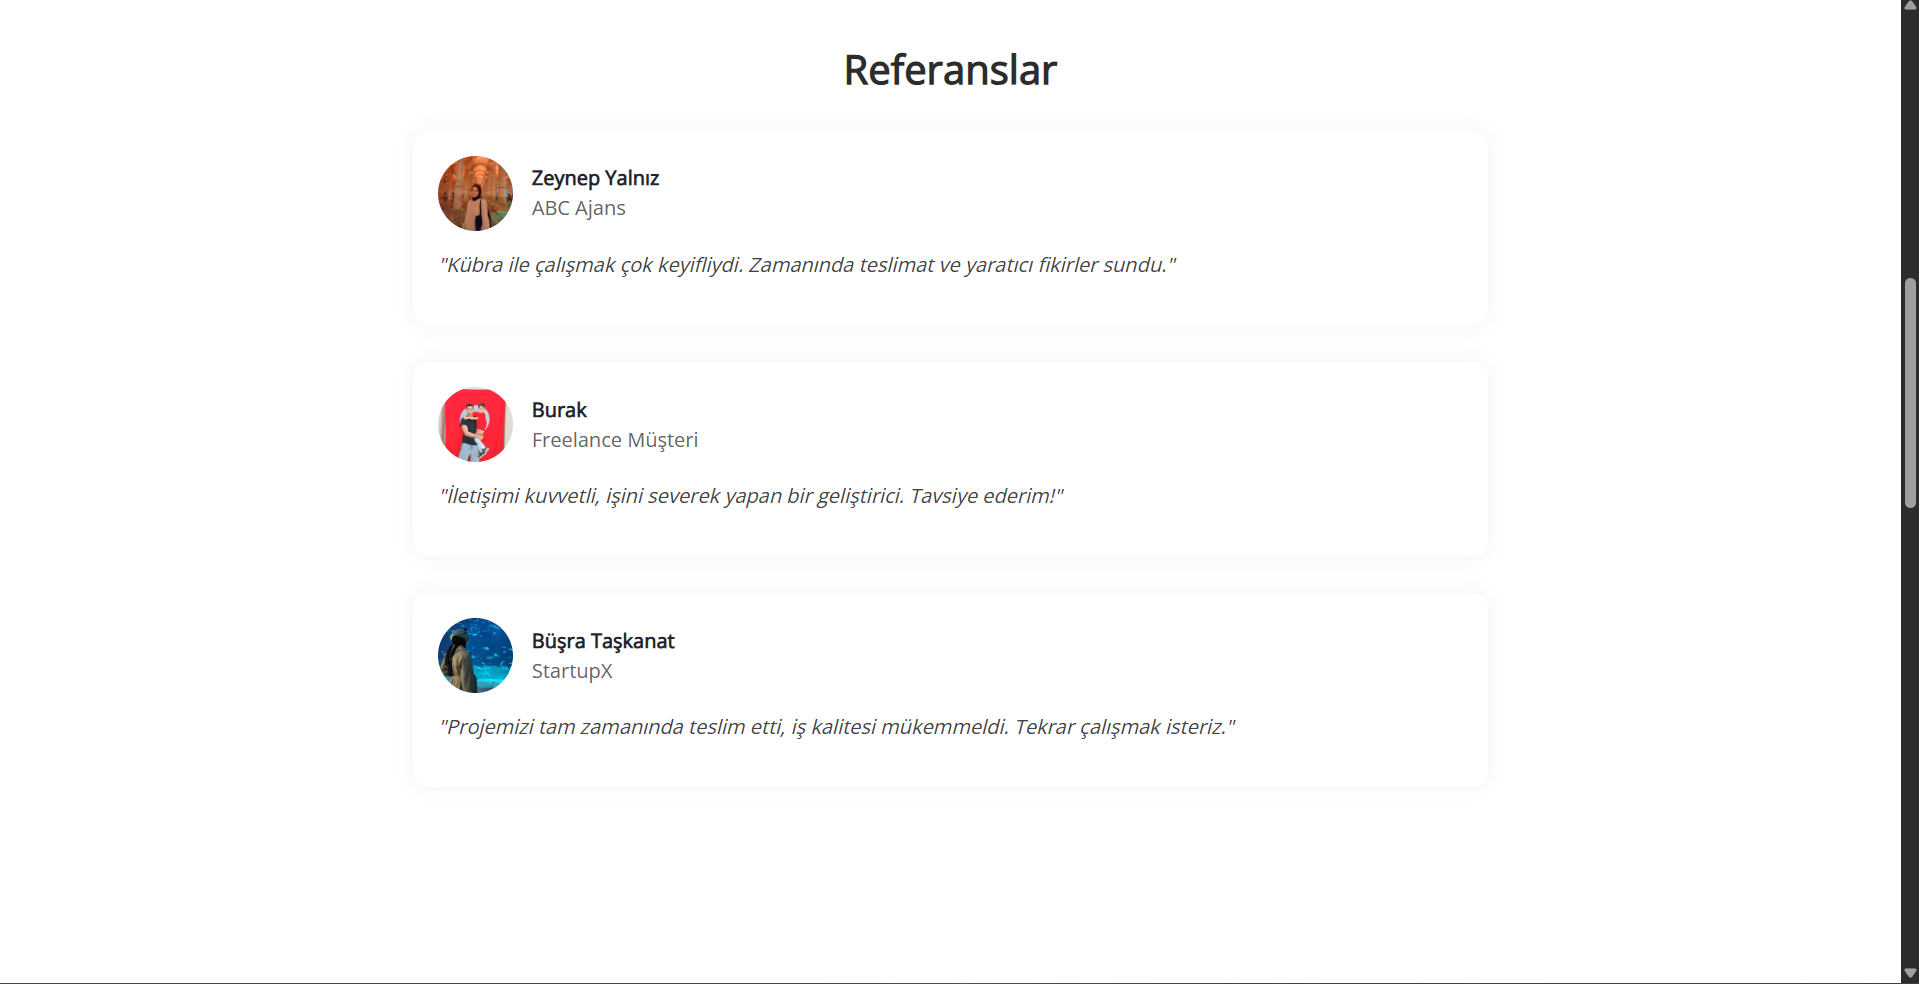 Referanslar
Zeynep Yalnız
ABC Ajans
"Kübra ile çalışmak çok keyifliydi. Zamanında teslimat ve yaratıcı fikirler sundu."
Burak
Freelance Müşteri
"İletişimi kuvvetli, işini severek yapan bir geliştirici. Tavsiye ederim!"
Büşra Taşkanat
StartupX
"Projemizi tam zamanında teslim etti, iş kalitesi mükemmeldi. Tekrar çalışmak isteriz."